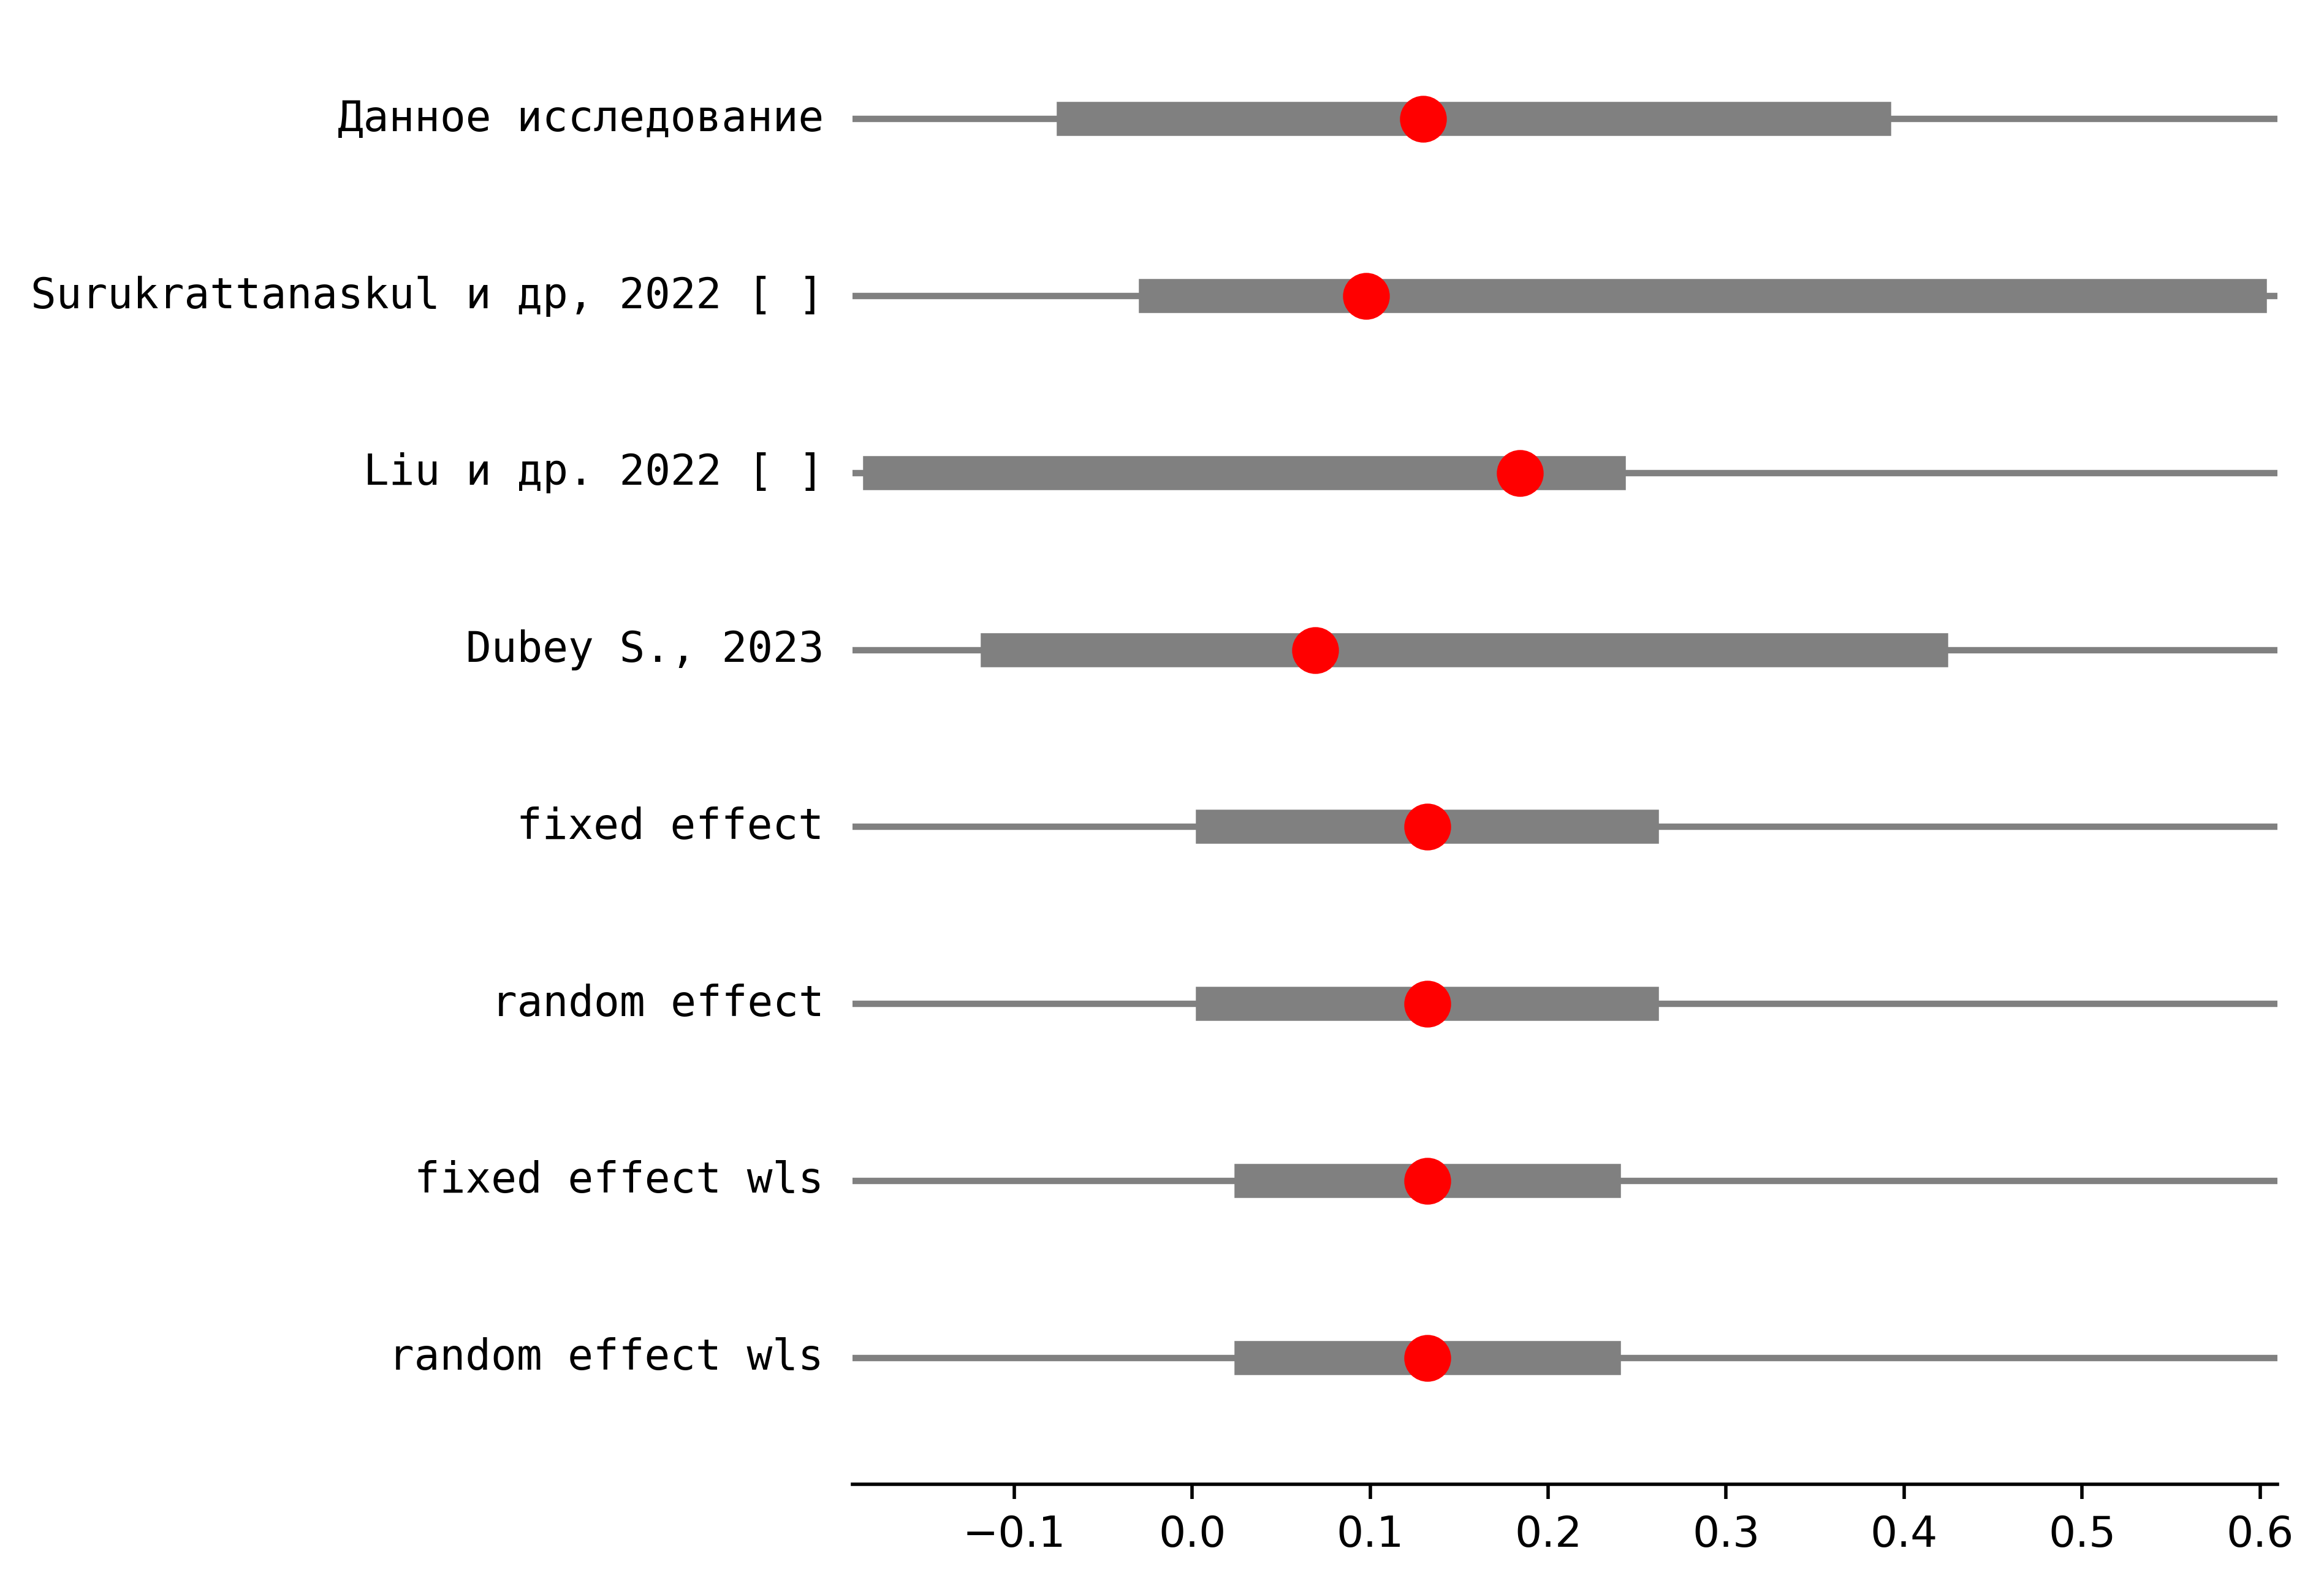 Данное исследование
Surukrattanaskul и др, 2022 [ ]
Liu и др. 2022 [ ]
Dubey S., 2023
fixed effect
random effect
fixed effect wls
random effect wls
−0.1 0.0 0.1 0.2 0.3 0.4 0.5 0.6